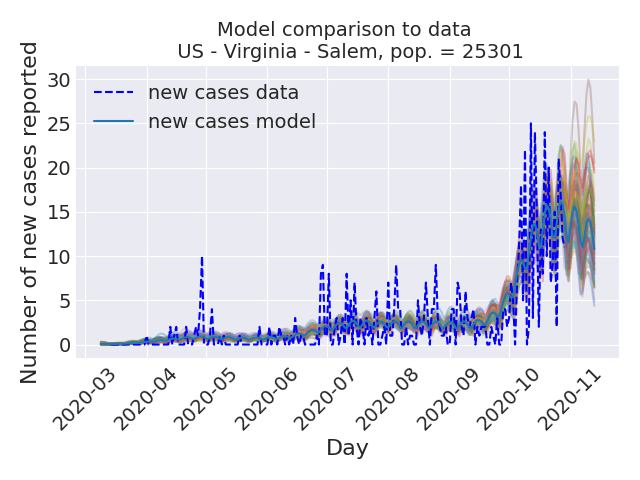 Model comparison to data
US - Virginia - Salem, pop. = 25301
Number of new cases reported
30
25
20
15
10
5
0
new cases data
new cases model
2020-03
2020-04
2020-05
2020-06
2020-07
2020-08
2020-09
2020-10
2020-11
Day